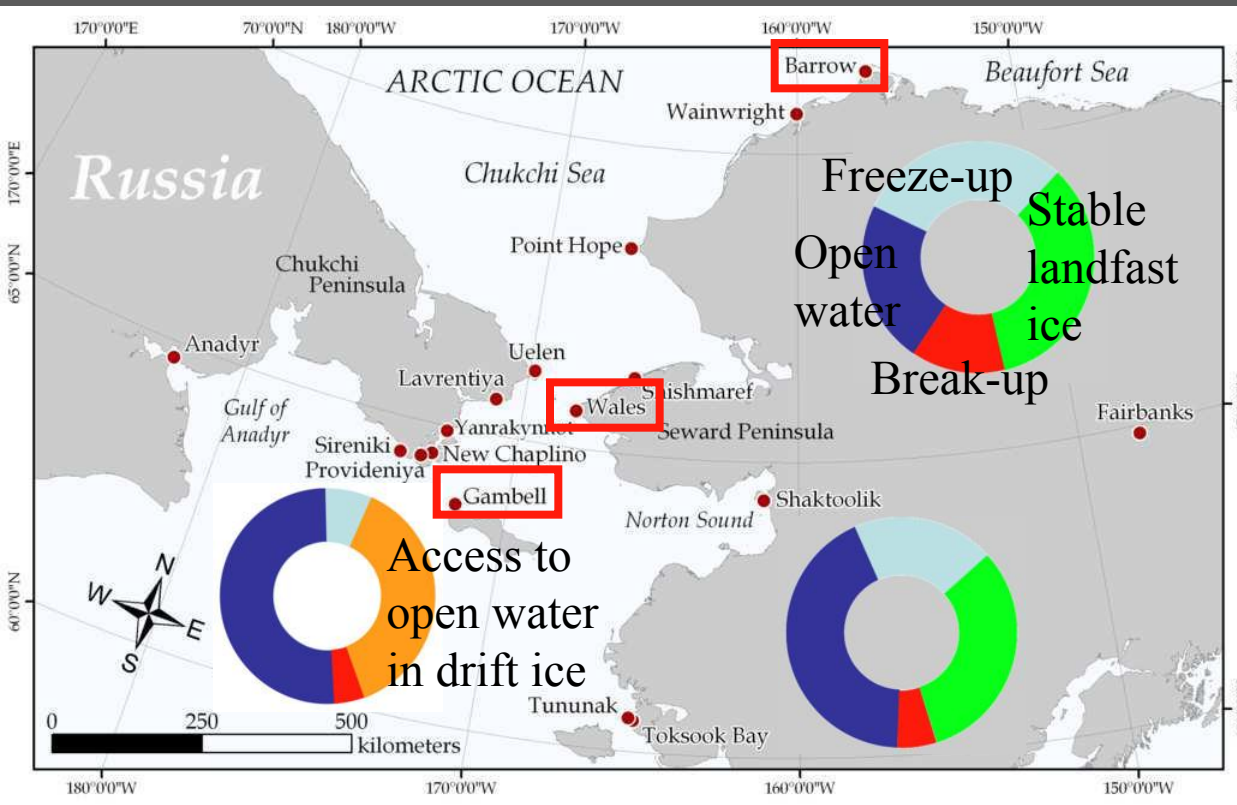 170°0'0"E
70°0'0"N
180°0'0"W
170°0'0"W
160°0'0"W
150°0'0"W
ARCTIC OCEAN
Barrow
Beaufort Sea
Wainwright
170°0'0"E
Russia
Chukchi Sea
Freeze-up
Stable
landfast
ice
Open
water
Break-up
Point Hope
65°0'0"N
Chukchi
Peninsula
Anadyr
Uelen
Lavrentiya
Shishmaref
Wales
Fairbanks
Gulf of
Anadyr
Yanrakynnot
Seward Peninsula
Sireniki
New Chaplino
Provideniya
Gambell
Shaktoolik
Norton Sound
Access to
open water
in drift ice
N
W
E
S
60°0'0"N
Tununak
Toksook Bay
0
250
500
kilometers
180°0'0"W
170°0'0"W
160°0'0"W
150°0'0"W